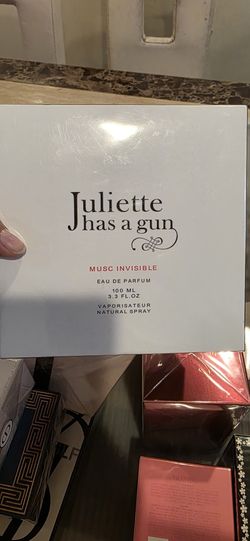 Juliette
has a gun
MUSC INVISIBLE
EAU DE PARFUM
100 ML
3.3 FL.OZ
VAPORISATEUR
NATURAL SPRAY